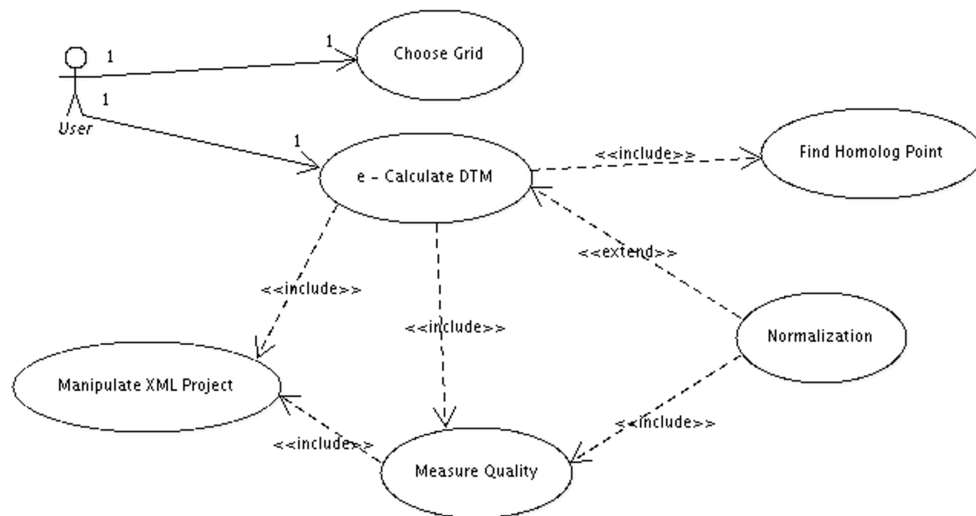 1
1
Choose Grid
User
1
1
e - Calculate DTM
<<include>>
Find Homolog Point
<<extend>>
<<include>>
<<include>>
Normalization
Manipulate XML Project
<<include>>
<<include>>
Measure Quality